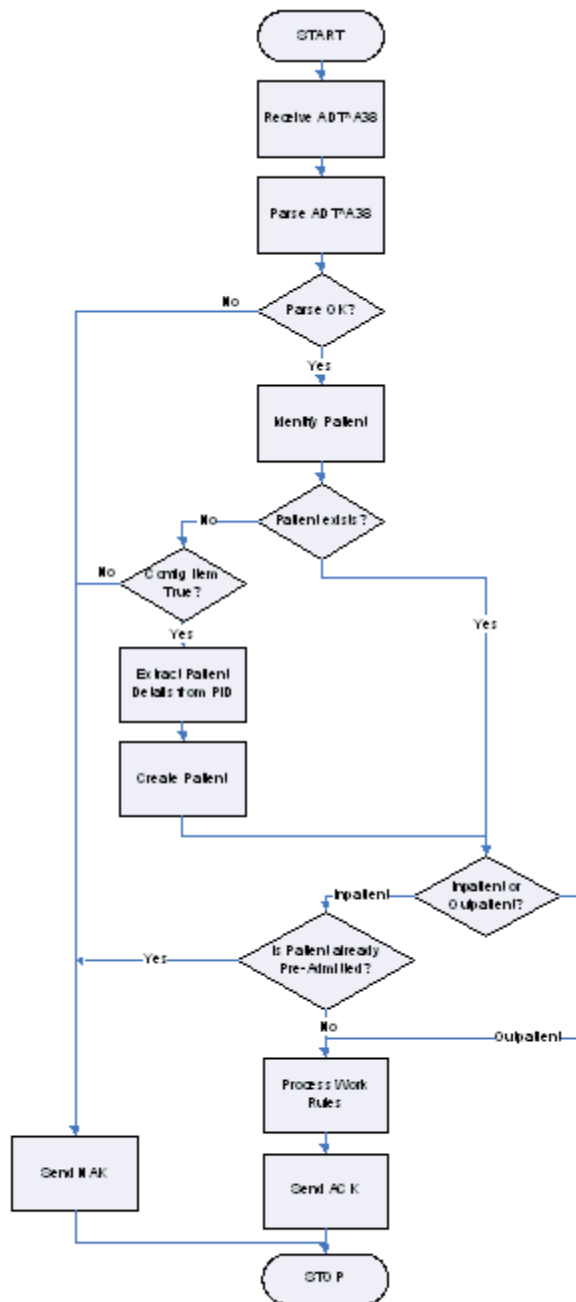 START
Receive ADT^A38
Parse ADT^A38
No
Parse OK?
Yes
Identify Patient
No
Patient exists?
No
Config Item
True?
Yes
Yes
Extract Patient
Details from PID
Create Patient
Inpatient
Inpatient or
Outpatient?
Yes
Is Patient already
Pre-Admitted?
No
Outpatient
Process Work
Rules
Send NAK
Send ACK
STOP